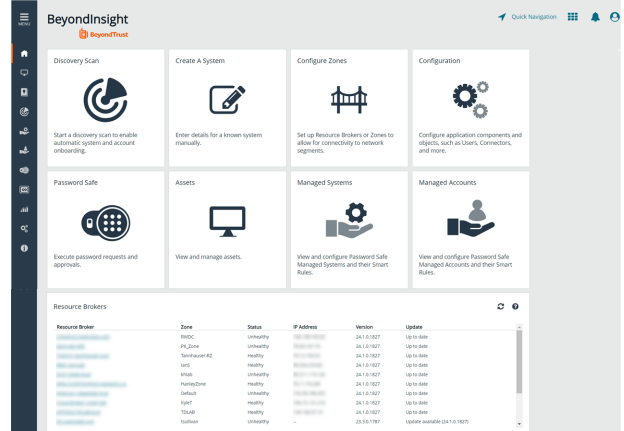 MENU
BeyondInsight
BeyondTrust
Quick Navigation
Discovery Scan
Start a discovery scan to enable
automatic system and account
onboarding.
Create A System
Enter details for a known system
manually.
Configure Zones
Set up Resource Brokers or Zones to
allow for connectivity to network
segments.
Configuration
Configure application components and
objects, such as Users, Connectors,
and more.
Password Safe
Execute password requests and
approvals.
Assets
View and manage assets.
Managed Systems
View and configure Password Safe
Managed Systems and their Smart
Rules.
Managed Accounts
View and configure Password Safe
Managed Accounts and their Smart
Rules.
Resource Brokers
Resource Broker Zone Status IP Address Version Update
RWDC Unhealthy 24.1.0.1827 Up to date
PK_Zone Unhealthy 24.1.0.1827 Up to date
Tannhauser-RZ Healthy 24.1.0.1827 Up to date
IanS Healthy 24.1.0.1827 Up to date
Unhealthy 24.1.0.1827 Up to date
HanleyZone Healthy 24.1.0.1827 Up to date
Default Unhealthy 24.1.0.1827 Up to date
KyleT Healthy 24.1.0.1827 Up to date
TDLAB Healthy 24.1.0.1827 Up to date
tsullivan Unhealthy – 23.3.0.1787 Update available (24.1.0.1827)